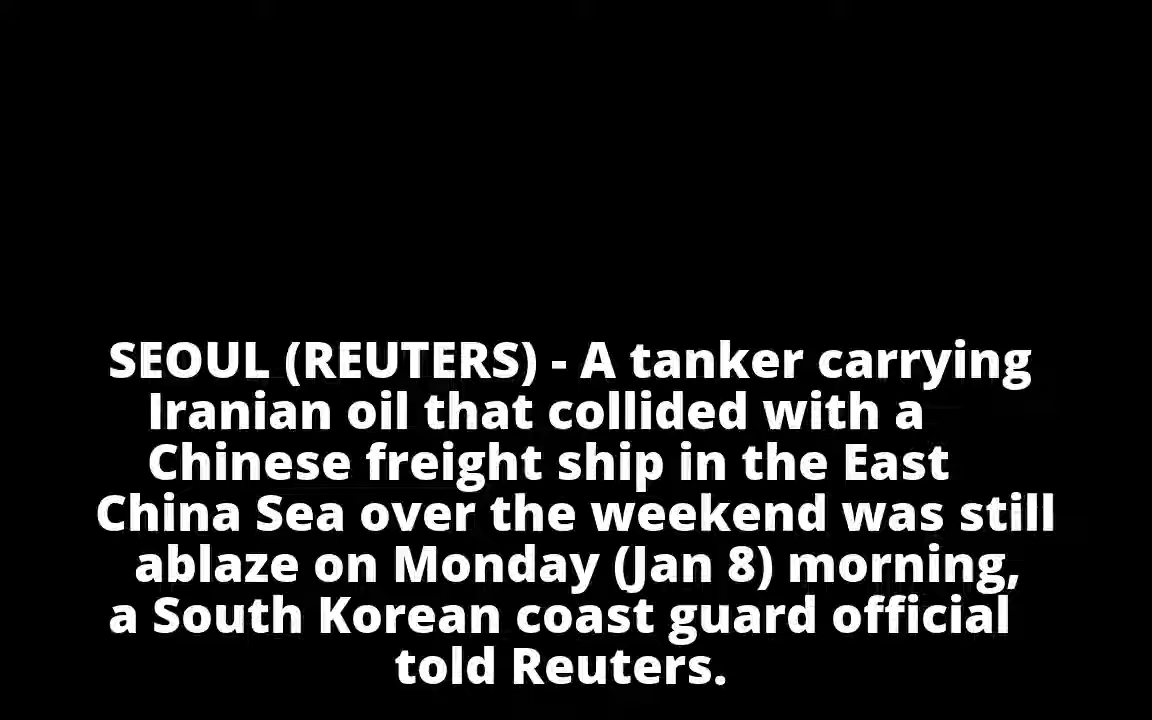 SEOUL (REUTERS) - A tanker carrying
Iranian oil that collided with a
Chinese freight ship in the East
China Sea over the weekend was still
ablaze on Monday (Jan 8) morning,
a South Korean coast guard official
told Reuters.